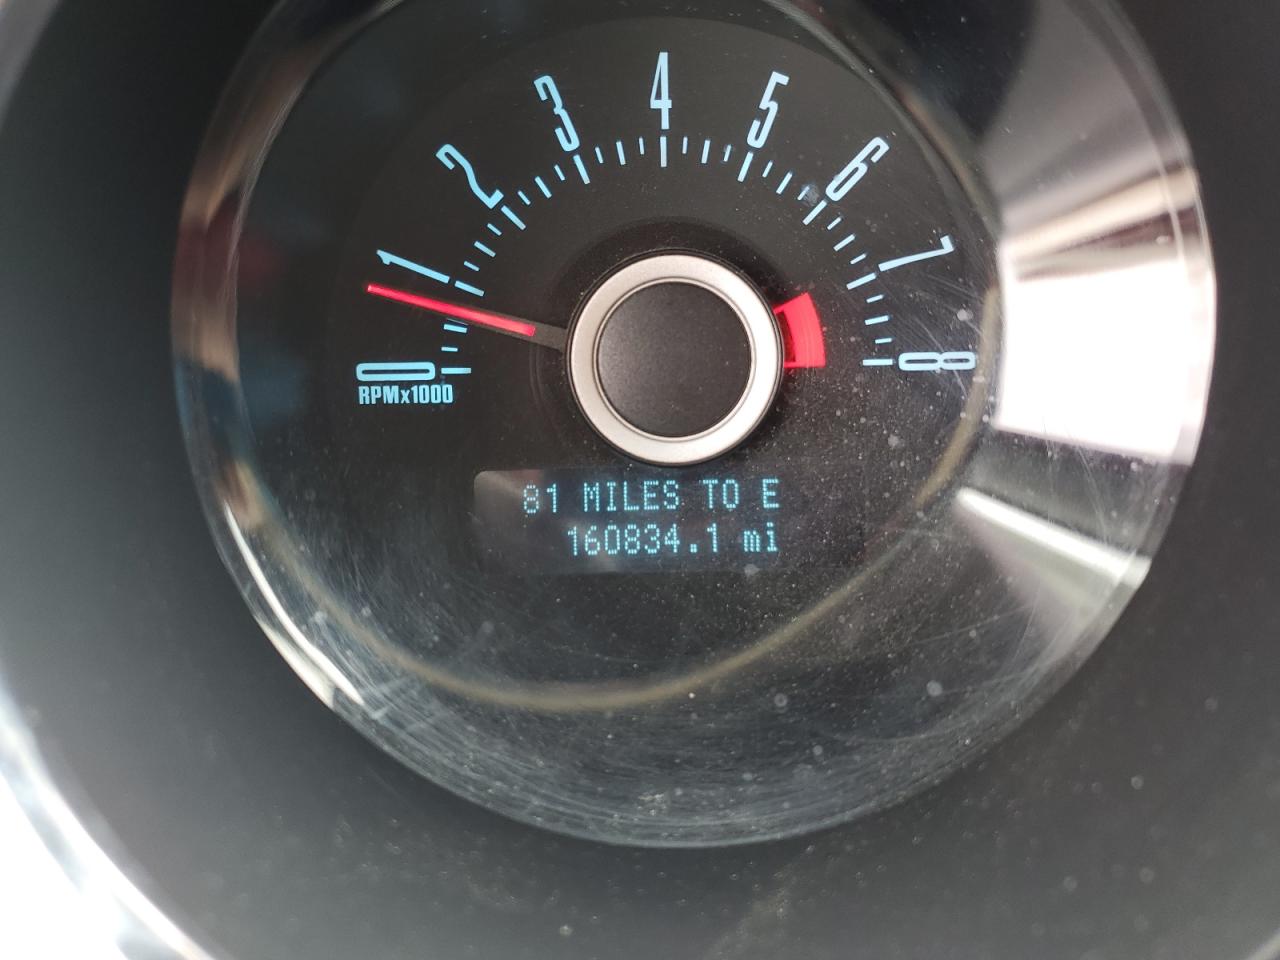 0 1 2 3 4 5 6 7 8
RPMx1000
81 MILES TO E
160834.1 mi